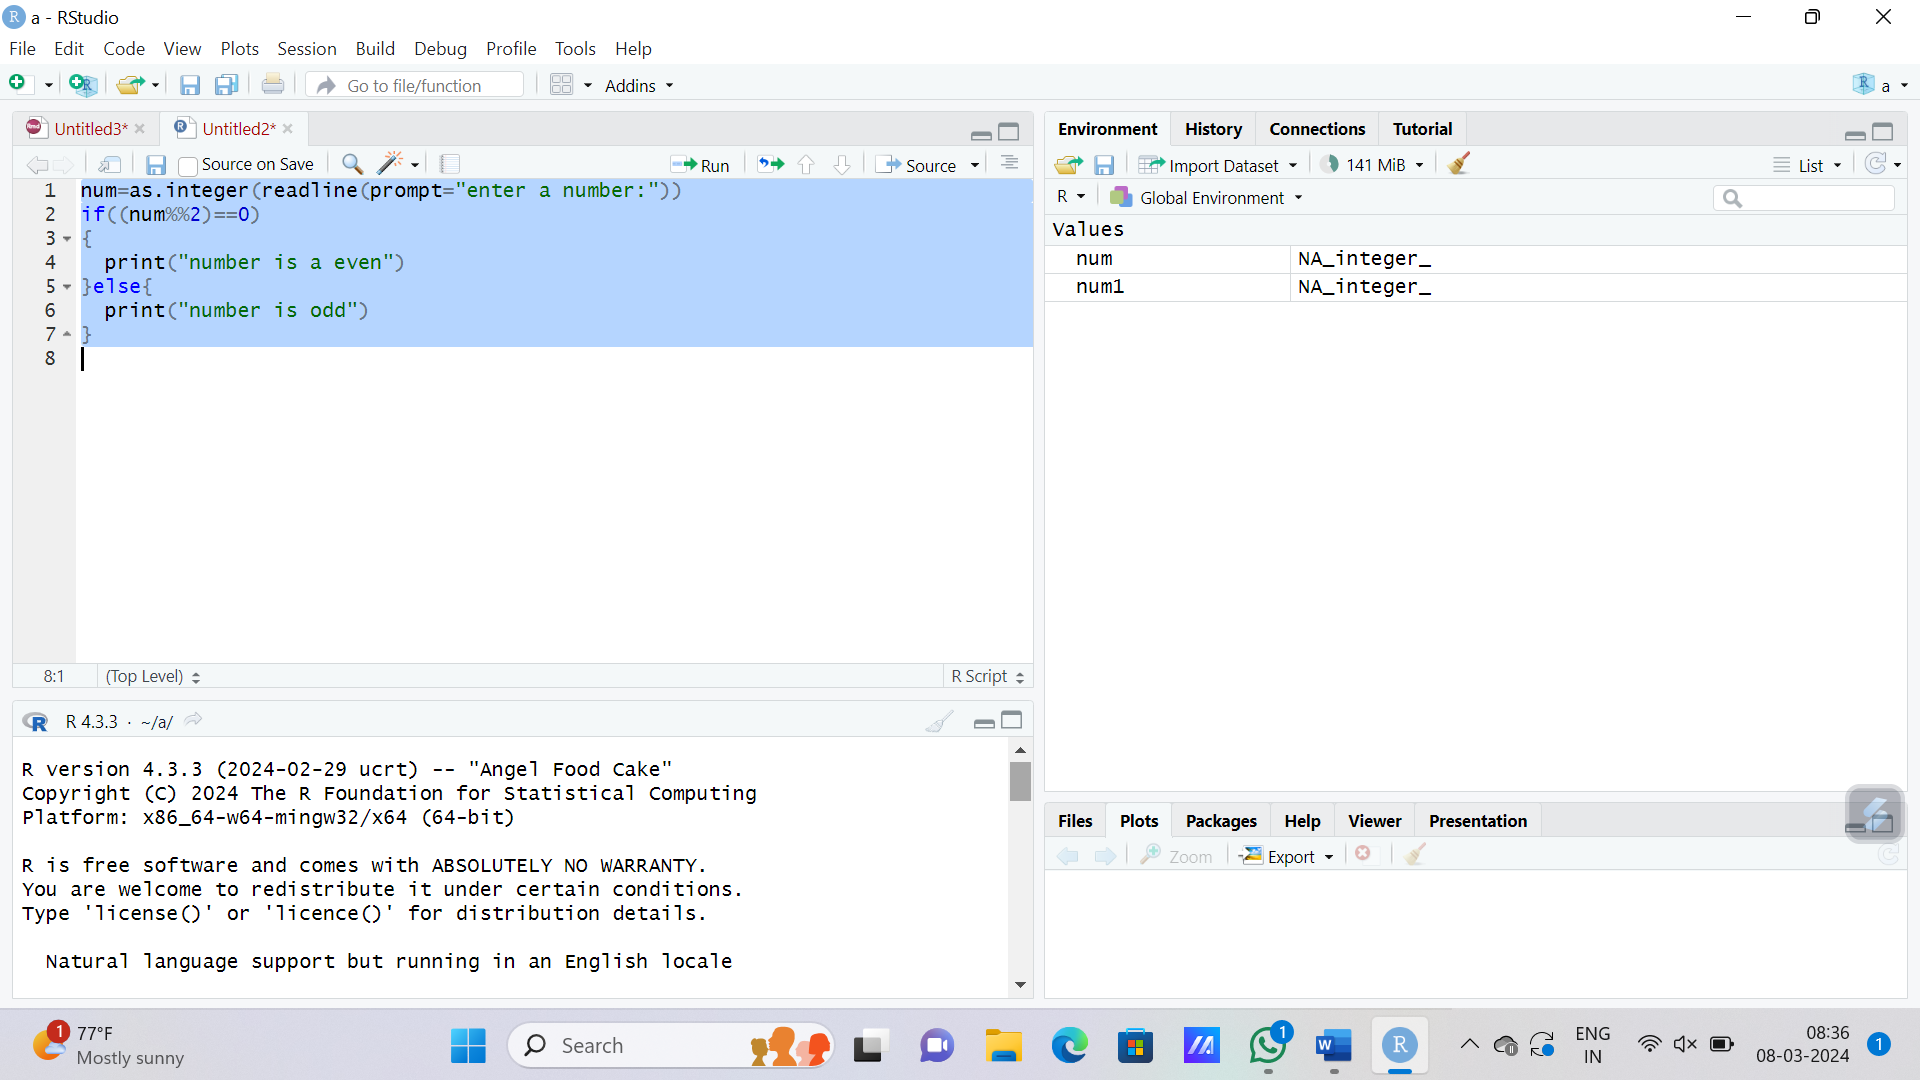 a - RStudio
File Edit Code View Plots Session Build Debug Profile Tools Help
Go to file/function Addins a
Untitled3* Untitled2*
Source on Save Run Source
1 num=as.integer(readline(prompt="enter a number:"))
2 if((num%%2)==0)
3 {
4 print("number is a even")
5 }else{
6 print("number is odd")
7 }
8
8:1 (Top Level) R Script
R 4.3.3 · ~/a/
R version 4.3.3 (2024-02-29 ucrt) -- "Angel Food Cake"
Copyright (C) 2024 The R Foundation for Statistical Computing
Platform: x86_64-w64-mingw32/x64 (64-bit)
R is free software and comes with ABSOLUTELY NO WARRANTY.
You are welcome to redistribute it under certain conditions.
Type 'license()' or 'licence()' for distribution details.
Natural language support but running in an English locale
Environment History Connections Tutorial
Import Dataset 141 MiB List
R Global Environment
Values
num NA_integer_
num1 NA_integer_
Files Plots Packages Help Viewer Presentation
Zoom Export
1 77°F
Mostly sunny
Search
1
ENG
IN
08:36
08-03-2024
1